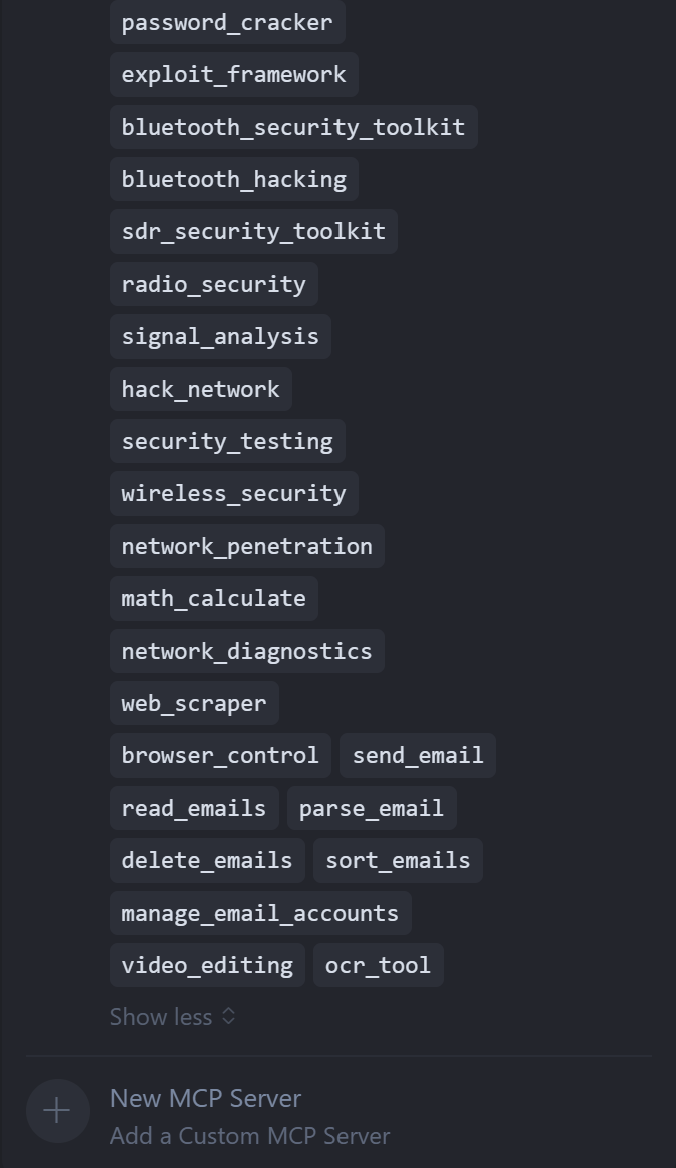 password_cracker
exploit_framework
bluetooth_security_toolkit
bluetooth_hacking
sdr_security_toolkit
radio_security
signal_analysis
hack_network
security_testing
wireless_security
network_penetration
math_calculate
network_diagnostics
web_scraper
browser_control send_email
read_emails parse_email
delete_emails sort_emails
manage_email_accounts
video_editing ocr_tool
Show less
New MCP Server
Add a Custom MCP Server